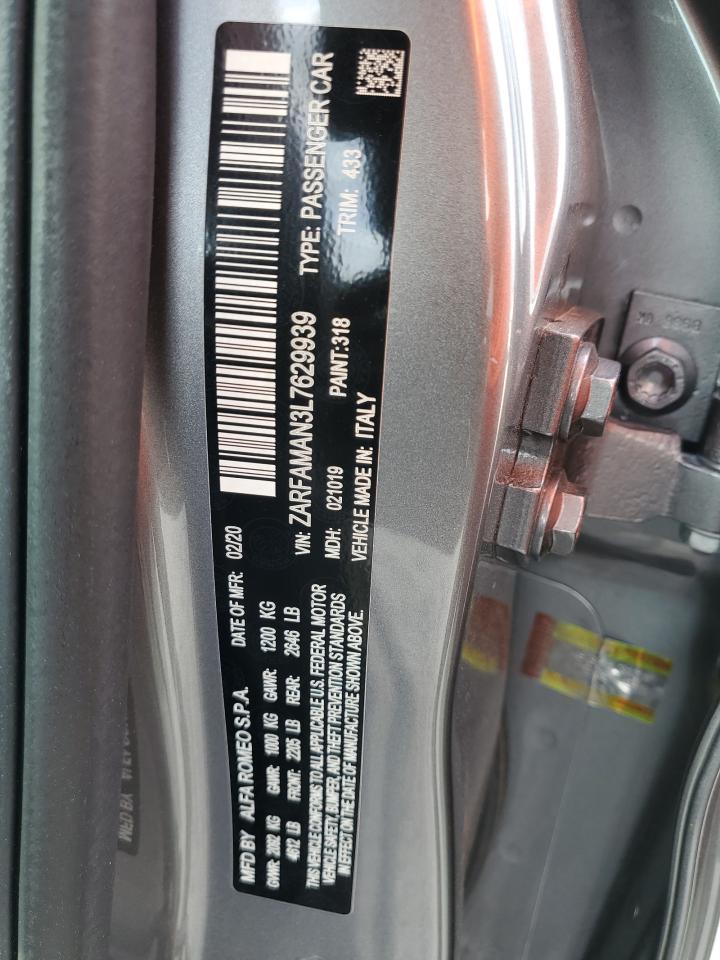 MFD BY ALFA ROMEO S.P.A. DATE OF MFR: 02/20
GVWR: 2092 KG GAWR: 1000 KG GAWR: 1200 KG
4612 LB FRONT: 2205 LB REAR: 2646 LB
THIS VEHICLE CONFORMS TO ALL APPLICABLE U.S. FEDERAL MOTOR
VEHICLE SAFETY, BUMPER, AND THEFT PREVENTION STANDARDS
IN EFFECT ON THE DATE OF MANUFACTURE SHOWN ABOVE.
VIN: ZARFAMAN3L7629939 TYPE: PASSENGER CAR
MDH: 021019 PAINT:318 TRIM: 433
VEHICLE MADE IN: ITALY